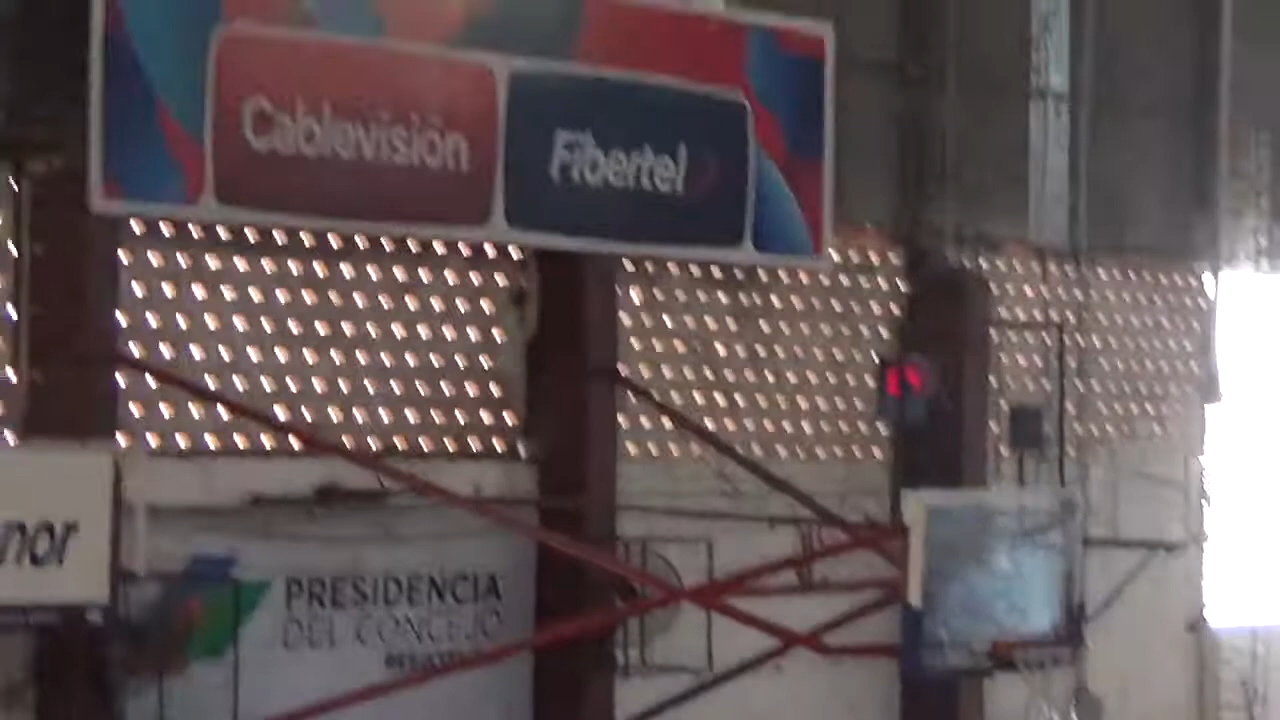 Cablevisión
Fibertel
nor
PRESIDENCIA
DEL CONCEJO